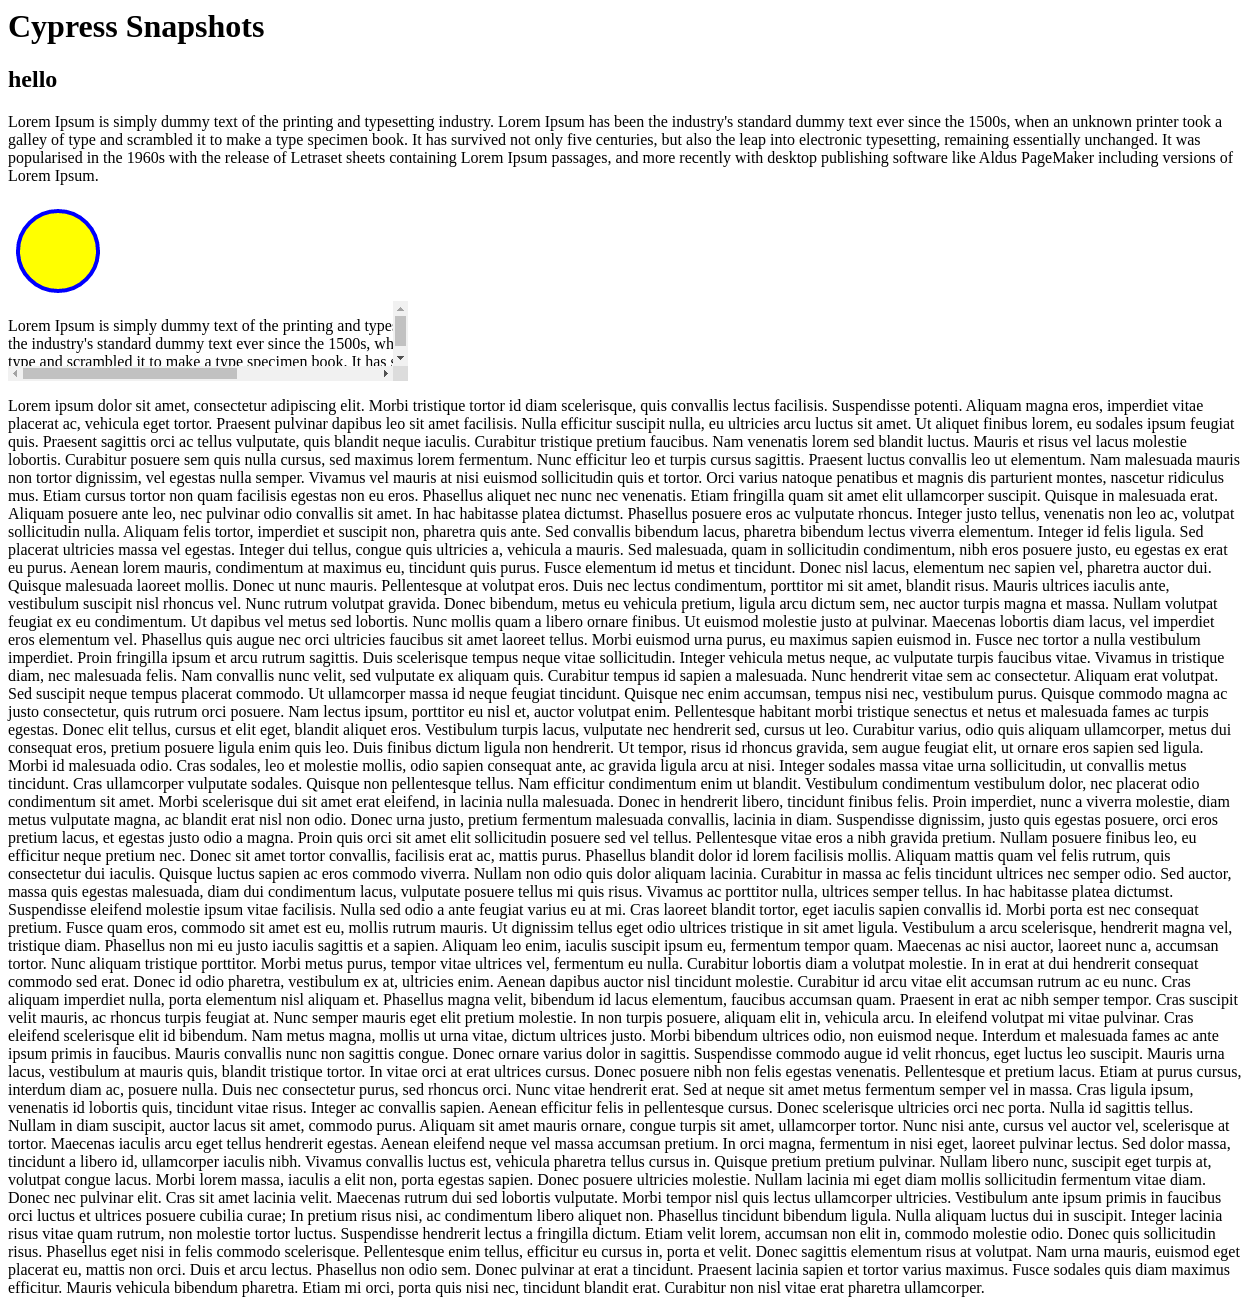 Cypress Snapshots
hello
Lorem Ipsum is simply dummy text of the printing and typesetting industry. Lorem Ipsum has been the industry's standard dummy text ever since the 1500s, when an unknown printer took a
galley of type and scrambled it to make a type specimen book. It has survived not only five centuries, but also the leap into electronic typesetting, remaining essentially unchanged. It was
popularised in the 1960s with the release of Letraset sheets containing Lorem Ipsum passages, and more recently with desktop publishing software like Aldus PageMaker including versions of
Lorem Ipsum.
Lorem Ipsum is simply dummy text of the printing and types
the industry's standard dummy text ever since the 1500s, wh
type and scrambled it to make a type specimen book. It has s
Lorem ipsum dolor sit amet, consectetur adipiscing elit. Morbi tristique tortor id diam scelerisque, quis convallis lectus facilisis. Suspendisse potenti. Aliquam magna eros, imperdiet vitae
placerat ac, vehicula eget tortor. Praesent pulvinar dapibus leo sit amet facilisis. Nulla efficitur suscipit nulla, eu ultricies arcu luctus sit amet. Ut aliquet finibus lorem, eu sodales ipsum feugiat
quis. Praesent sagittis orci ac tellus vulputate, quis blandit neque iaculis. Curabitur tristique pretium faucibus. Nam venenatis lorem sed blandit luctus. Mauris et risus vel lacus molestie
lobortis. Curabitur posuere sem quis nulla cursus, sed maximus lorem fermentum. Nunc efficitur leo et turpis cursus sagittis. Praesent luctus convallis leo ut elementum. Nam malesuada mauris
non tortor dignissim, vel egestas nulla semper. Vivamus vel mauris at nisi euismod sollicitudin quis et tortor. Orci varius natoque penatibus et magnis dis parturient montes, nascetur ridiculus
mus. Etiam cursus tortor non quam facilisis egestas non eu eros. Phasellus aliquet nec nunc nec venenatis. Etiam fringilla quam sit amet elit ullamcorper suscipit. Quisque in malesuada erat.
Aliquam posuere ante leo, nec pulvinar odio convallis sit amet. In hac habitasse platea dictumst. Phasellus posuere eros ac vulputate rhoncus. Integer justo tellus, venenatis non leo ac, volutpat
sollicitudin nulla. Aliquam felis tortor, imperdiet et suscipit non, pharetra quis ante. Sed convallis bibendum lacus, pharetra bibendum lectus viverra elementum. Integer id felis ligula. Sed
placerat ultricies massa vel egestas. Integer dui tellus, congue quis ultricies a, vehicula a mauris. Sed malesuada, quam in sollicitudin condimentum, nibh eros posuere justo, eu egestas ex erat
eu purus. Aenean lorem mauris, condimentum at maximus eu, tincidunt quis purus. Fusce elementum id metus et tincidunt. Donec nisl lacus, elementum nec sapien vel, pharetra auctor dui.
Quisque malesuada laoreet mollis. Donec ut nunc mauris. Pellentesque at volutpat eros. Duis nec lectus condimentum, porttitor mi sit amet, blandit risus. Mauris ultrices iaculis ante,
vestibulum suscipit nisl rhoncus vel. Nunc rutrum volutpat gravida. Donec bibendum, metus eu vehicula pretium, ligula arcu dictum sem, nec auctor turpis magna et massa. Nullam volutpat
feugiat ex eu condimentum. Ut dapibus vel metus sed lobortis. Nunc mollis quam a libero ornare finibus. Ut euismod molestie justo at pulvinar. Maecenas lobortis diam lacus, vel imperdiet
eros elementum vel. Phasellus quis augue nec orci ultricies faucibus sit amet laoreet tellus. Morbi euismod urna purus, eu maximus sapien euismod in. Fusce nec tortor a nulla vestibulum
imperdiet. Proin fringilla ipsum et arcu rutrum sagittis. Duis scelerisque tempus neque vitae sollicitudin. Integer vehicula metus neque, ac vulputate turpis faucibus vitae. Vivamus in tristique
diam, nec malesuada felis. Nam convallis nunc velit, sed vulputate ex aliquam quis. Curabitur tempus id sapien a malesuada. Nunc hendrerit vitae sem ac consectetur. Aliquam erat volutpat.
Sed suscipit neque tempus placerat commodo. Ut ullamcorper massa id neque feugiat tincidunt. Quisque nec enim accumsan, tempus nisi nec, vestibulum purus. Quisque commodo magna ac
justo consectetur, quis rutrum orci posuere. Nam lectus ipsum, porttitor eu nisl et, auctor volutpat enim. Pellentesque habitant morbi tristique senectus et netus et malesuada fames ac turpis
egestas. Donec elit tellus, cursus et elit eget, blandit aliquet eros. Vestibulum turpis lacus, vulputate nec hendrerit sed, cursus ut leo. Curabitur varius, odio quis aliquam ullamcorper, metus dui
consequat eros, pretium posuere ligula enim quis leo. Duis finibus dictum ligula non hendrerit. Ut tempor, risus id rhoncus gravida, sem augue feugiat elit, ut ornare eros sapien sed ligula.
Morbi id malesuada odio. Cras sodales, leo et molestie mollis, odio sapien consequat ante, ac gravida ligula arcu at nisi. Integer sodales massa vitae urna sollicitudin, ut convallis metus
tincidunt. Cras ullamcorper vulputate sodales. Quisque non pellentesque tellus. Nam efficitur condimentum enim ut blandit. Vestibulum condimentum vestibulum dolor, nec placerat odio
condimentum sit amet. Morbi scelerisque dui sit amet erat eleifend, in lacinia nulla malesuada. Donec in hendrerit libero, tincidunt finibus felis. Proin imperdiet, nunc a viverra molestie, diam
metus vulputate magna, ac blandit erat nisl non odio. Donec urna justo, pretium fermentum malesuada convallis, lacinia in diam. Suspendisse dignissim, justo quis egestas posuere, orci eros
pretium lacus, et egestas justo odio a magna. Proin quis orci sit amet elit sollicitudin posuere sed vel tellus. Pellentesque vitae eros a nibh gravida pretium. Nullam posuere finibus leo, eu
efficitur neque pretium nec. Donec sit amet tortor convallis, facilisis erat ac, mattis purus. Phasellus blandit dolor id lorem facilisis mollis. Aliquam mattis quam vel felis rutrum, quis
consectetur dui iaculis. Quisque luctus sapien ac eros commodo viverra. Nullam non odio quis dolor aliquam lacinia. Curabitur in massa ac felis tincidunt ultrices nec semper odio. Sed auctor,
massa quis egestas malesuada, diam dui condimentum lacus, vulputate posuere tellus mi quis risus. Vivamus ac porttitor nulla, ultrices semper tellus. In hac habitasse platea dictumst.
Suspendisse eleifend molestie ipsum vitae facilisis. Nulla sed odio a ante feugiat varius eu at mi. Cras laoreet blandit tortor, eget iaculis sapien convallis id. Morbi porta est nec consequat
pretium. Fusce quam eros, commodo sit amet est eu, mollis rutrum mauris. Ut dignissim tellus eget odio ultrices tristique in sit amet ligula. Vestibulum a arcu scelerisque, hendrerit magna vel,
tristique diam. Phasellus non mi eu justo iaculis sagittis et a sapien. Aliquam leo enim, iaculis suscipit ipsum eu, fermentum tempor quam. Maecenas ac nisi auctor, laoreet nunc a, accumsan
tortor. Nunc aliquam tristique porttitor. Morbi metus purus, tempor vitae ultrices vel, fermentum eu nulla. Curabitur lobortis diam a volutpat molestie. In in erat at dui hendrerit consequat
commodo sed erat. Donec id odio pharetra, vestibulum ex at, ultricies enim. Aenean dapibus auctor nisl tincidunt molestie. Curabitur id arcu vitae elit accumsan rutrum ac eu nunc. Cras
aliquam imperdiet nulla, porta elementum nisl aliquam et. Phasellus magna velit, bibendum id lacus elementum, faucibus accumsan quam. Praesent in erat ac nibh semper tempor. Cras suscipit
velit mauris, ac rhoncus turpis feugiat at. Nunc semper mauris eget elit pretium molestie. In non turpis posuere, aliquam elit in, vehicula arcu. In eleifend volutpat mi vitae pulvinar. Cras
eleifend scelerisque elit id bibendum. Nam metus magna, mollis ut urna vitae, dictum ultrices justo. Morbi bibendum ultrices odio, non euismod neque. Interdum et malesuada fames ac ante
ipsum primis in faucibus. Mauris convallis nunc non sagittis congue. Donec ornare varius dolor in sagittis. Suspendisse commodo augue id velit rhoncus, eget luctus leo suscipit. Mauris urna
lacus, vestibulum at mauris quis, blandit tristique tortor. In vitae orci at erat ultrices cursus. Donec posuere nibh non felis egestas venenatis. Pellentesque et pretium lacus. Etiam at purus cursus,
interdum diam ac, posuere nulla. Duis nec consectetur purus, sed rhoncus orci. Nunc vitae hendrerit erat. Sed at neque sit amet metus fermentum semper vel in massa. Cras ligula ipsum,
venenatis id lobortis quis, tincidunt vitae risus. Integer ac convallis sapien. Aenean efficitur felis in pellentesque cursus. Donec scelerisque ultricies orci nec porta. Nulla id sagittis tellus.
Nullam in diam suscipit, auctor lacus sit amet, commodo purus. Aliquam sit amet mauris ornare, congue turpis sit amet, ullamcorper tortor. Nunc nisi ante, cursus vel auctor vel, scelerisque at
tortor. Maecenas iaculis arcu eget tellus hendrerit egestas. Aenean eleifend neque vel massa accumsan pretium. In orci magna, fermentum in nisi eget, laoreet pulvinar lectus. Sed dolor massa,
tincidunt a libero id, ullamcorper iaculis nibh. Vivamus convallis luctus est, vehicula pharetra tellus cursus in. Quisque pretium pretium pulvinar. Nullam libero nunc, suscipit eget turpis at,
volutpat congue lacus. Morbi lorem massa, iaculis a elit non, porta egestas sapien. Donec posuere ultricies molestie. Nullam lacinia mi eget diam mollis sollicitudin fermentum vitae diam.
Donec nec pulvinar elit. Cras sit amet lacinia velit. Maecenas rutrum dui sed lobortis vulputate. Morbi tempor nisl quis lectus ullamcorper ultricies. Vestibulum ante ipsum primis in faucibus
orci luctus et ultrices posuere cubilia curae; In pretium risus nisi, ac condimentum libero aliquet non. Phasellus tincidunt bibendum ligula. Nulla aliquam luctus dui in suscipit. Integer lacinia
risus vitae quam rutrum, non molestie tortor luctus. Suspendisse hendrerit lectus a fringilla dictum. Etiam velit lorem, accumsan non elit in, commodo molestie odio. Donec quis sollicitudin
risus. Phasellus eget nisi in felis commodo scelerisque. Pellentesque enim tellus, efficitur eu cursus in, porta et velit. Donec sagittis elementum risus at volutpat. Nam urna mauris, euismod eget
placerat eu, mattis non orci. Duis et arcu lectus. Phasellus non odio sem. Donec pulvinar at erat a tincidunt. Praesent lacinia sapien et tortor varius maximus. Fusce sodales quis diam maximus
efficitur. Mauris vehicula bibendum pharetra. Etiam mi orci, porta quis nisi nec, tincidunt blandit erat. Curabitur non nisl vitae erat pharetra ullamcorper.